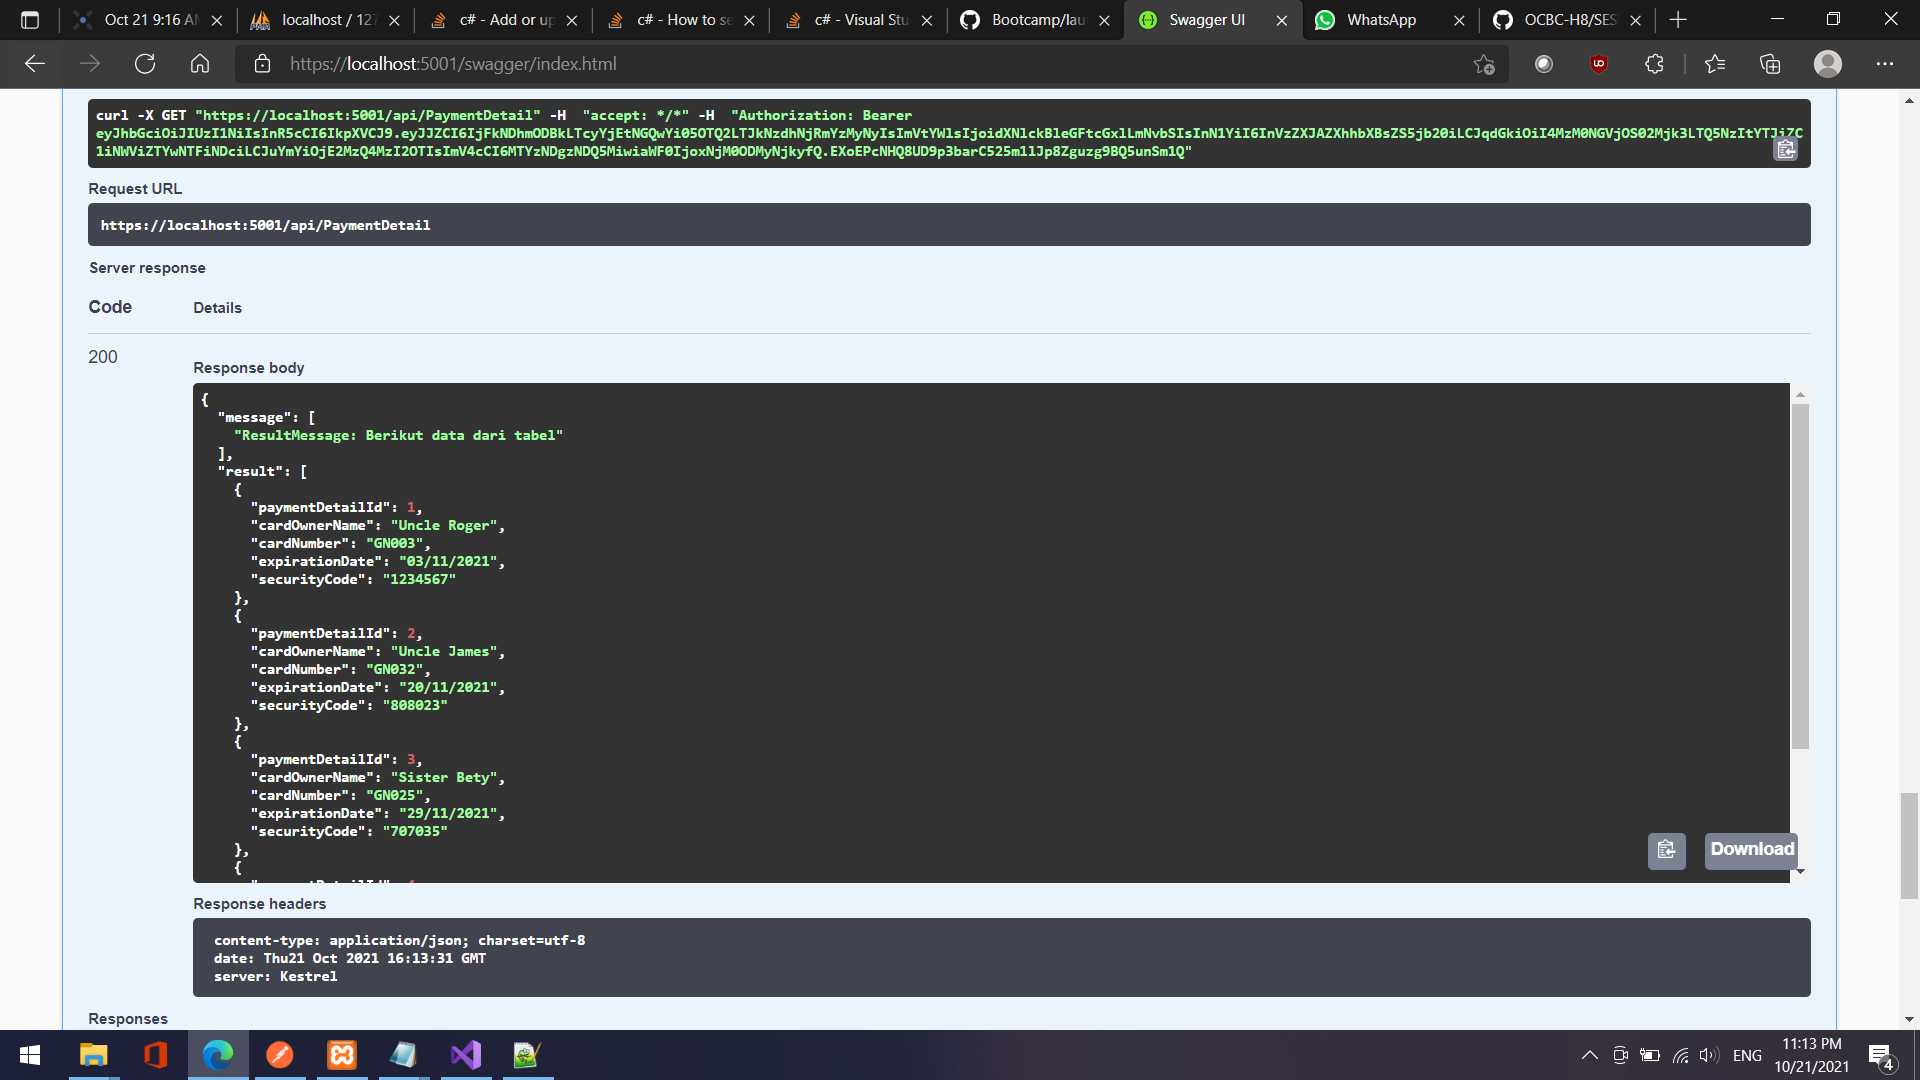 Oct 21 9:16 AM
localhost / 127
c# - Add or up
c# - How to se
c# - Visual Stu
Bootcamp/lau
Swagger UI
WhatsApp
OCBC-H8/SES
https://localhost:5001/swagger/index.html
curl -X GET "https://localhost:5001/api/PaymentDetail" -H  "accept: */*" -H  "Authorization: Bearer
Request URL
https://localhost:5001/api/PaymentDetail
Server response
Code
Details
200
Response body
{
"message": [
"ResultMessage: Berikut data dari tabel"
],
"result": [
{
"paymentDetailId": 1,
"cardOwnerName": "Uncle Roger",
"cardNumber": "GN003",
"expirationDate": "03/11/2021",
"securityCode": "1234567"
},
{
"paymentDetailId": 2,
"cardOwnerName": "Uncle James",
"cardNumber": "GN032",
"expirationDate": "20/11/2021",
"securityCode": "808023"
},
{
"paymentDetailId": 3,
"cardOwnerName": "Sister Bety",
"cardNumber": "GN025",
"expirationDate": "29/11/2021",
"securityCode": "707035"
},
{
Download
Response headers
content-type: application/json; charset=utf-8
date: Thu21 Oct 2021 16:13:31 GMT
server: Kestrel
Responses
ENG
11:13 PM
10/21/2021
4